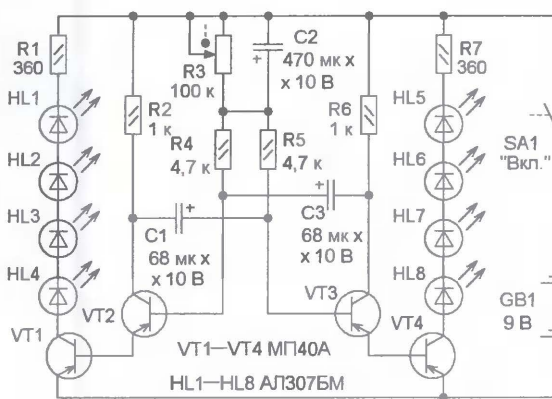 R1
360
R3
100 к
C2
470 мк х
х 10 В
R7
360
HL1
R2
1 к
R4
4,7 к
R5
4,7 к
R6
1 к
HL5
HL2
HL6
SA1
"Вкл."
HL3
C1
68 мк х
х 10 В
C3
68 мк х
х 10 В
HL7
HL4
HL8
VT1
VT2
VT3
VT4
GB1
9 В
VT1—VT4 МП40А
HL1—HL8 АЛ307БМ